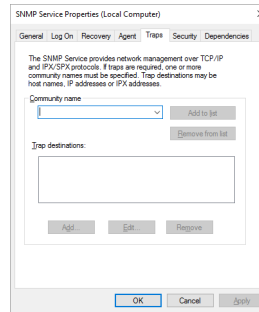 SNMP Service Properties (Local Computer)
General Log On Recovery Agent Traps Security Dependencies
The SNMP Service provides network management over TCP/IP
and IPX/SPX protocols. If traps are required, one or more
community names must be specified. Trap destinations may be
host names, IP addresses or IPX addresses.
Community name
Add to list
Remove from list
Trap destinations:
Add... Edit... Remove
OK Cancel Apply